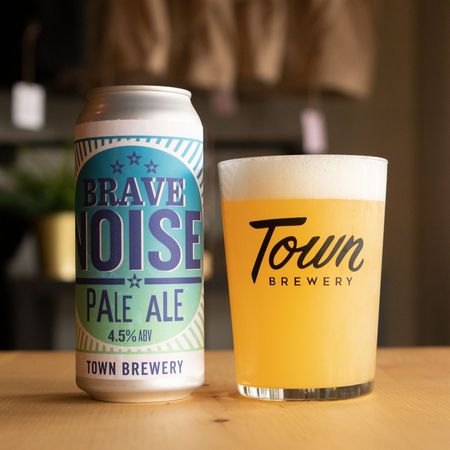 BRAVE
NOISE
PALE ALE
4.5% ABV
TOWN BREWERY
Town
BREWERY